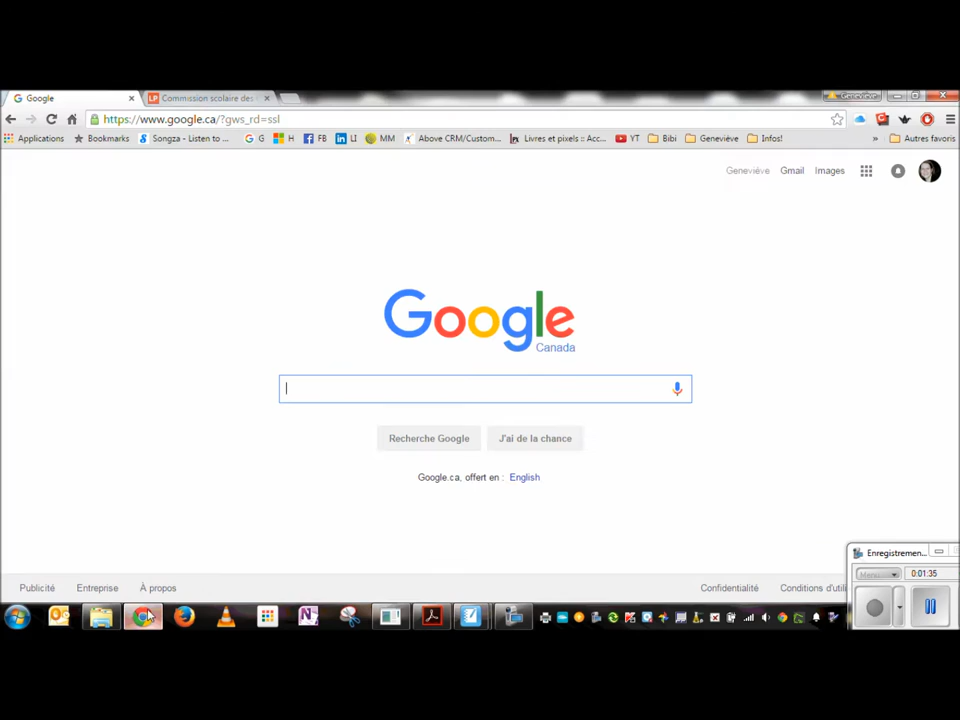 Google
Commission scolaire des
Geneviève
https://www.google.ca/?gws_rd=ssl
Applications Bookmarks Songza - Listen to ... G H FB LI MM Above CRM/Custom... Livres et pixels :: Acc... YT Bibi Geneviève Infos! » Autres favoris
Geneviève Gmail Images
Google
Canada
Recherche Google J'ai de la chance
Google.ca, offert en : English
Enregistremen...
0:01:35
Publicité Entreprise À propos Confidentialité Conditions d'utili